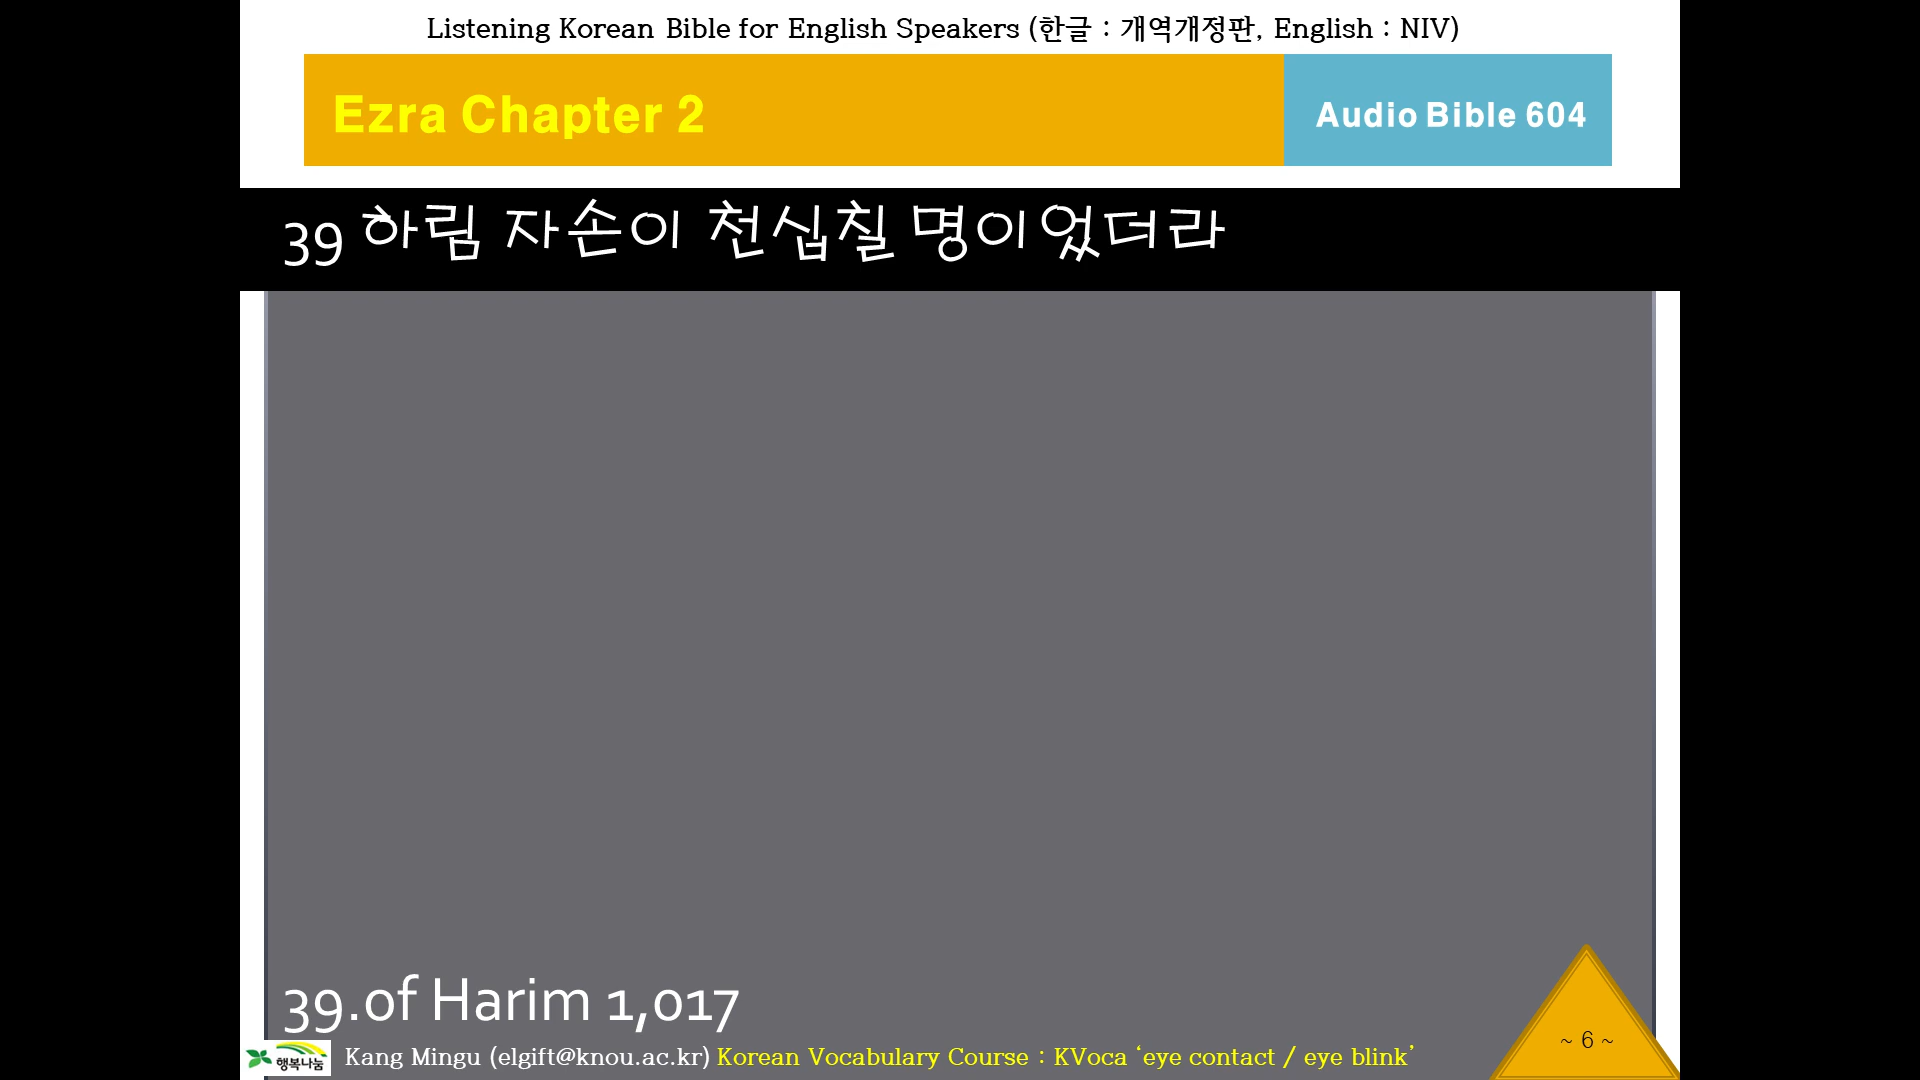 Listening Korean Bible for English Speakers (한글 : 개역개정판, English : NIV)
Ezra Chapter 2
Audio Bible 604
39 하림 자손이 천십칠 명이었더라
39.of Harim 1,017
~ 6 ~
행복나눔
Kang Mingu (elgift@knou.ac.kr) Korean Vocabulary Course : KVoca ‘eye contact / eye blink’